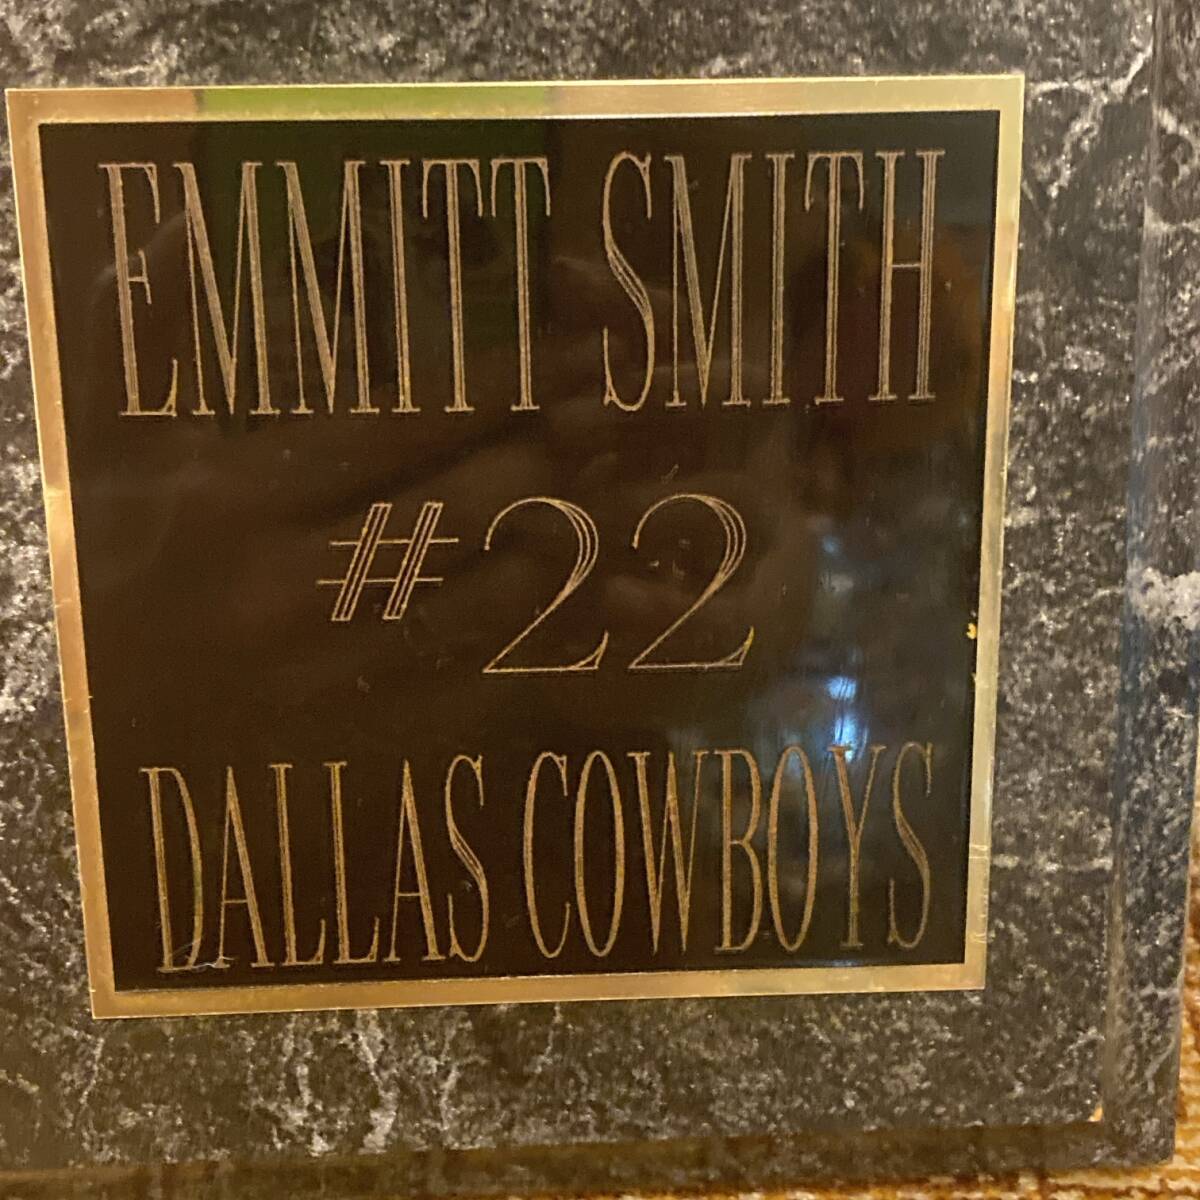 EMMITT SMITH
#22
DALLAS COWBOYS